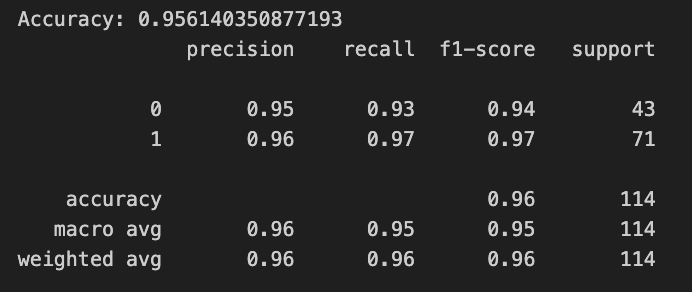 Accuracy: 0.956140350877193
precision recall f1-score support
0 0.95 0.93 0.94 43
1 0.96 0.97 0.97 71
accuracy 0.96 114
macro avg 0.96 0.95 0.95 114
weighted avg 0.96 0.96 0.96 114